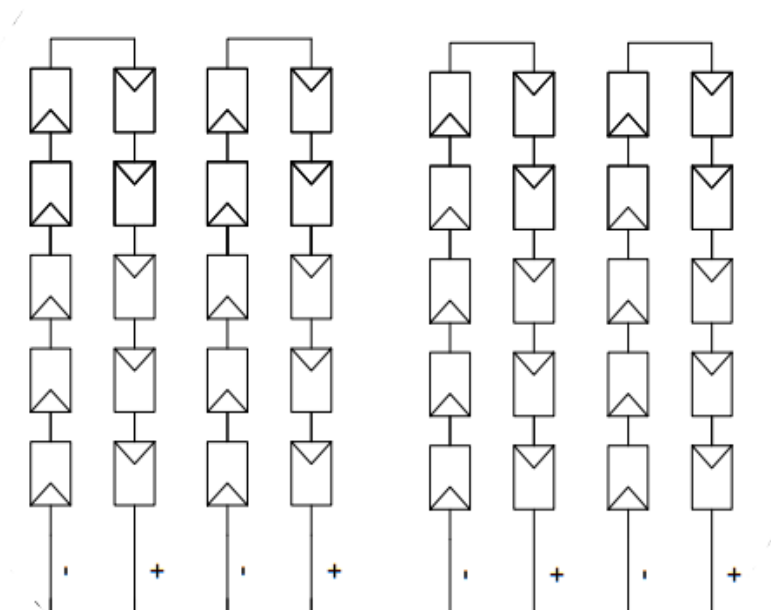 - + - + - + - +